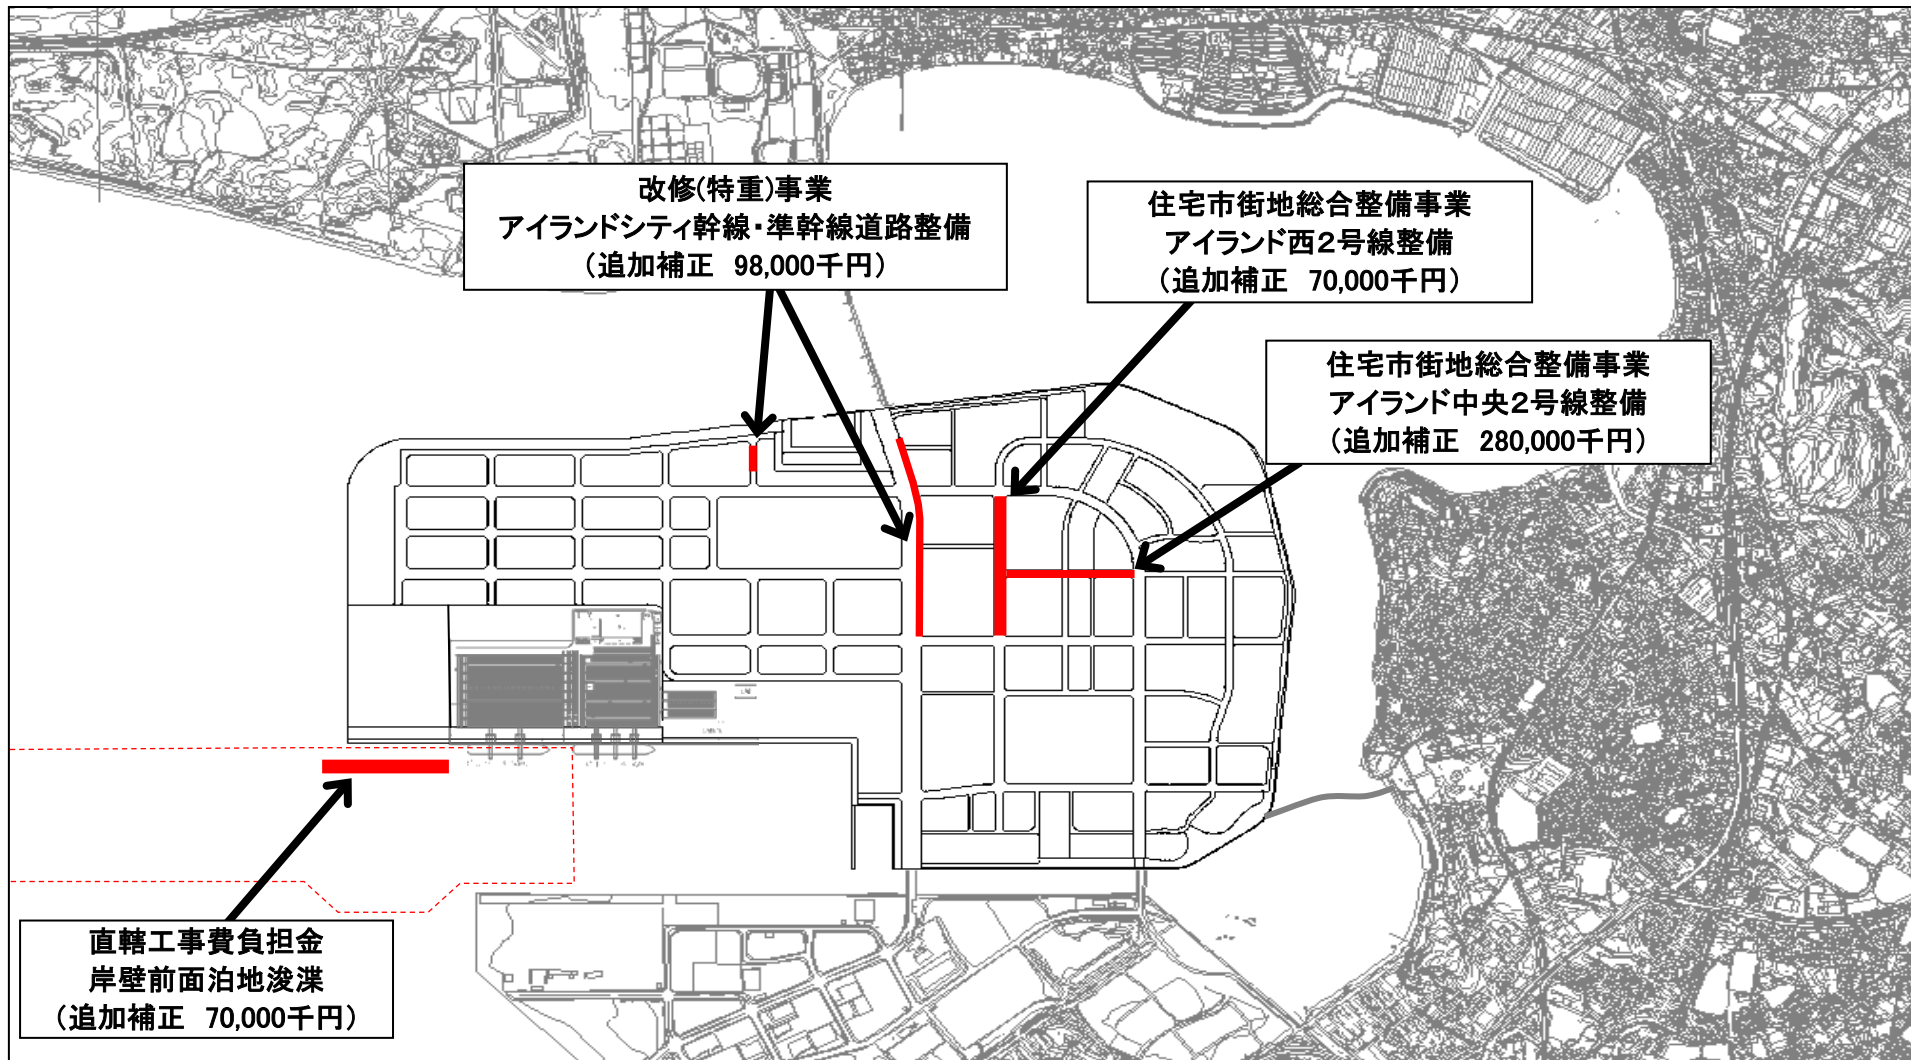 改修(特重)事業
アイランドシティ幹線・準幹線道路整備
（追加補正　98,000千円）
住宅市街地総合整備事業
アイランド西２号線整備
（追加補正　70,000千円）
住宅市街地総合整備事業
アイランド中央２号線整備
（追加補正　280,000千円）
直轄工事費負担金
岸壁前面泊地浚渫
（追加補正　70,000千円）